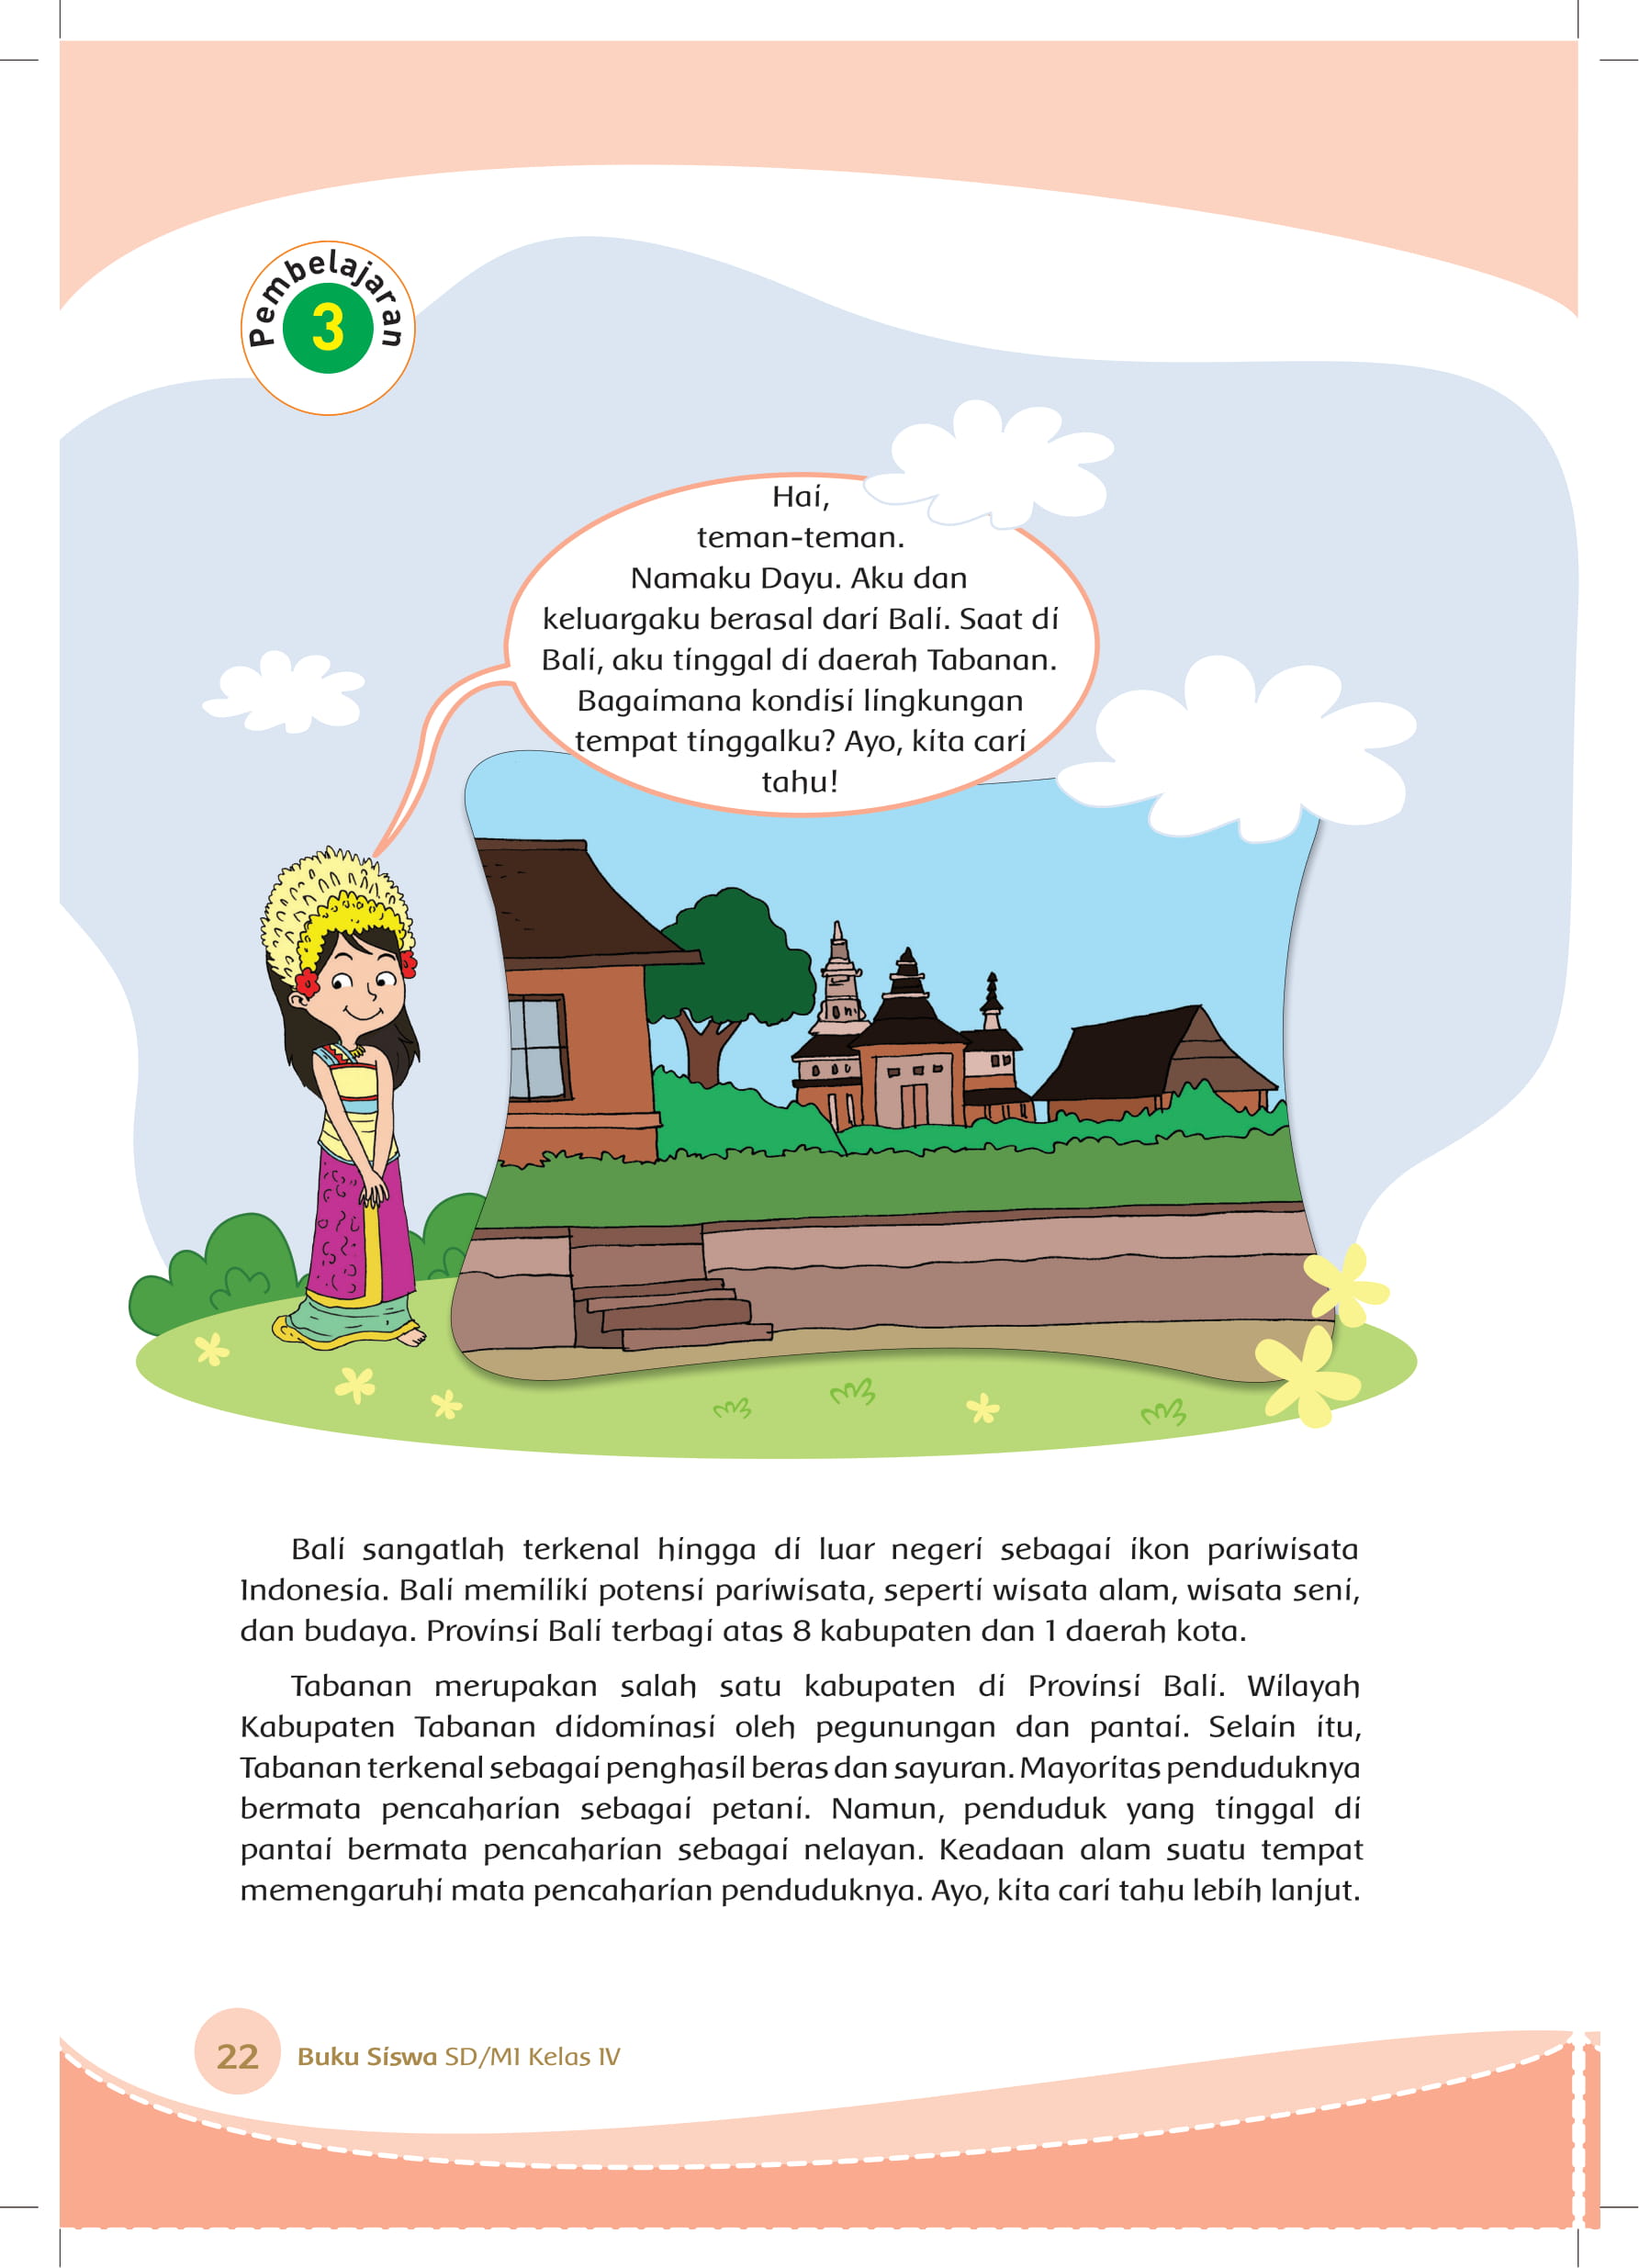 Pembelajaran
3
Hai,
teman-teman.
Namaku Dayu. Aku dan
keluargaku berasal dari Bali. Saat di
Bali, aku tinggal di daerah Tabanan.
Bagaimana kondisi lingkungan
tempat tinggalku? Ayo, kita cari
tahu!
Bali sangatlah terkenal hingga di luar negeri sebagai ikon pariwisata
Indonesia. Bali memiliki potensi pariwisata, seperti wisata alam, wisata seni,
dan budaya. Provinsi Bali terbagi atas 8 kabupaten dan 1 daerah kota.
Tabanan merupakan salah satu kabupaten di Provinsi Bali. Wilayah
Kabupaten Tabanan didominasi oleh pegunungan dan pantai. Selain itu,
Tabanan terkenal sebagai penghasil beras dan sayuran. Mayoritas penduduknya
bermata pencaharian sebagai petani. Namun, penduduk yang tinggal di
pantai bermata pencaharian sebagai nelayan. Keadaan alam suatu tempat
memengaruhi mata pencaharian penduduknya. Ayo, kita cari tahu lebih lanjut.
22 Buku Siswa SD/MI Kelas IV